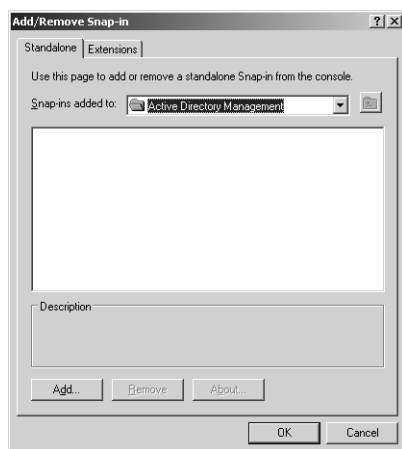 Add/Remove Snap-in
Standalone
Extensions
Use this page to add or remove a standalone Snap-in from the console.
Snap-ins added to:
Active Directory Management
Description
Add...
Remove
About...
OK
Cancel